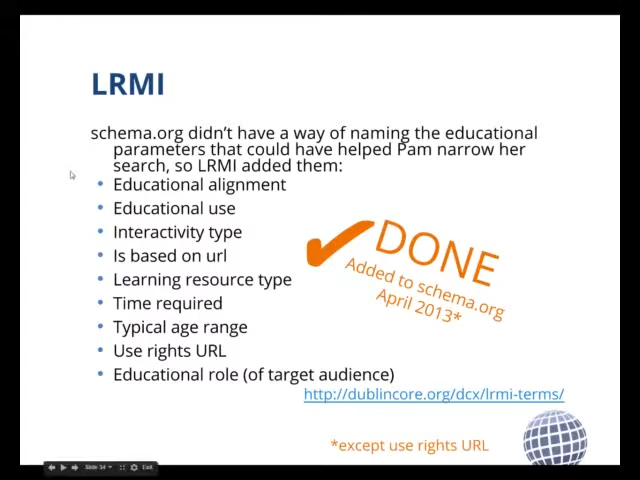 LRMI
schema.org didn't have a way of naming the educational
parameters that could have helped Pam narrow her
search, so LRMI added them:
• Educational alignment
• Educational use
• Interactivity type
• Is based on url
• Learning resource type
• Time required
• Typical age range
• Use rights URL
• Educational role (of target audience)
✔DONE
Added to schema.org
April 2013*
http://dublincore.org/dcx/lrmi-terms/
*except use rights URL
Slide 34
Exit